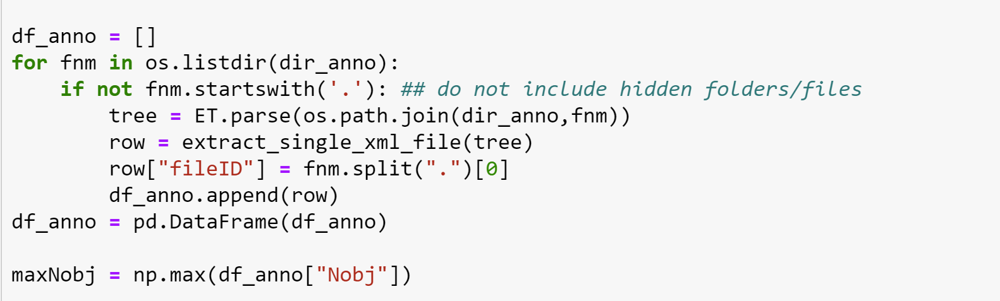 df_anno = []
for fnm in os.listdir(dir_anno):
    if not fnm.startswith('.'): ## do not include hidden folders/files
        tree = ET.parse(os.path.join(dir_anno,fnm))
        row = extract_single_xml_file(tree)
        row["fileID"] = fnm.split(".")[0]
        df_anno.append(row)
df_anno = pd.DataFrame(df_anno)

maxNobj = np.max(df_anno["Nobj"])